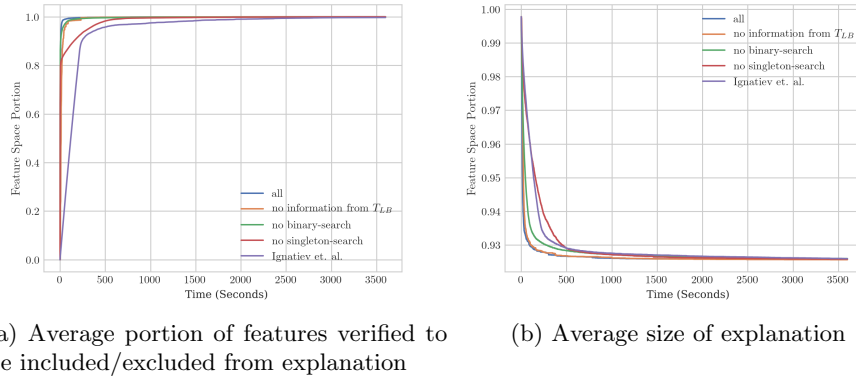 1.0
0.8
0.6
0.4
0.2
0.0
Feature Space Portion
0 500 1000 1500 2000 2500 3000 3500
Time (Seconds)
all
no information from T_LB
no binary-search
no singleton-search
Ignatiev et. al.
1.00
0.99
0.98
0.97
0.96
0.95
0.94
0.93
Feature Space Portion
0 500 1000 1500 2000 2500 3000 3500
Time (Seconds)
all
no information from T_LB
no binary-search
no singleton-search
Ignatiev et. al.
a) Average portion of features verified to
e included/excluded from explanation
(b) Average size of explanation